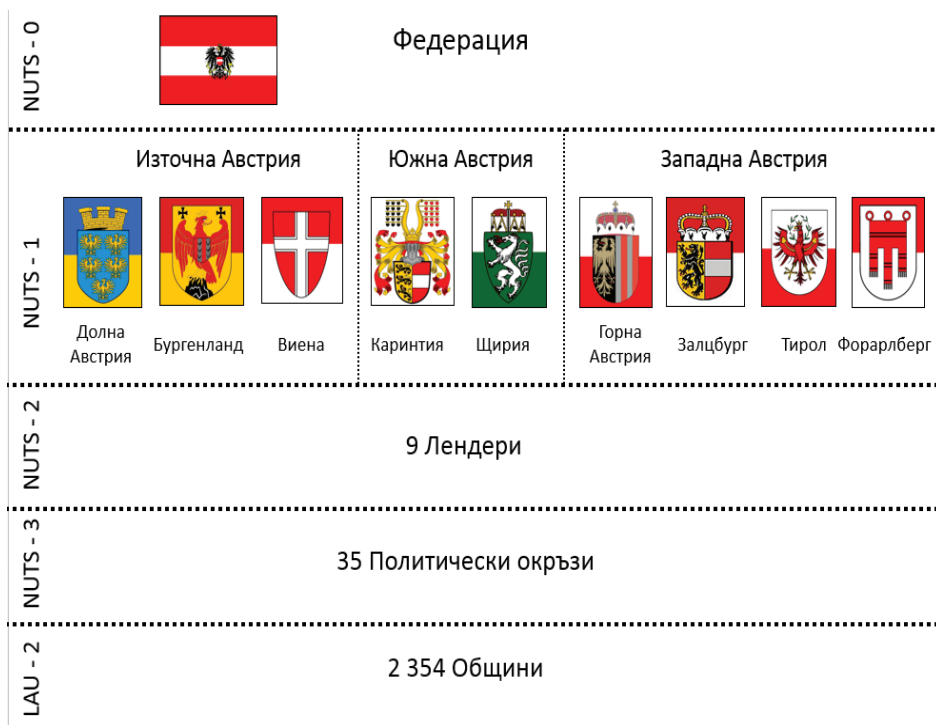 NUTS - 0
Федерация
NUTS - 1
Източна Австрия
Южна Австрия
Западна Австрия
Долна
Австрия
Бургенланд
Виена
Каринтия
Щирия
Горна
Австрия
Залцбург
Тирол
Форарлберг
NUTS - 2
9 Лендери
NUTS - 3
35 Политически окръзи
LAU - 2
2 354 Общини